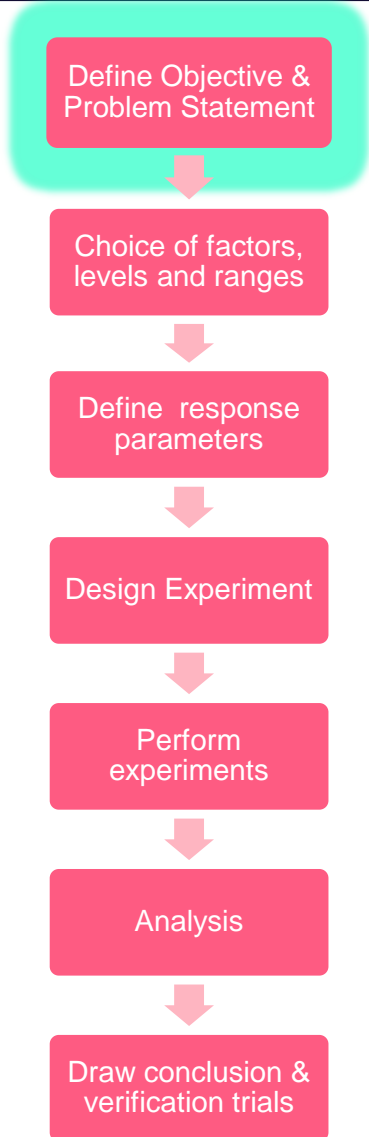 Define Objective &
Problem Statement
Choice of factors,
levels and ranges
Define response
parameters
Design Experiment
Perform
experiments
Analysis
Draw conclusion &
verification trials